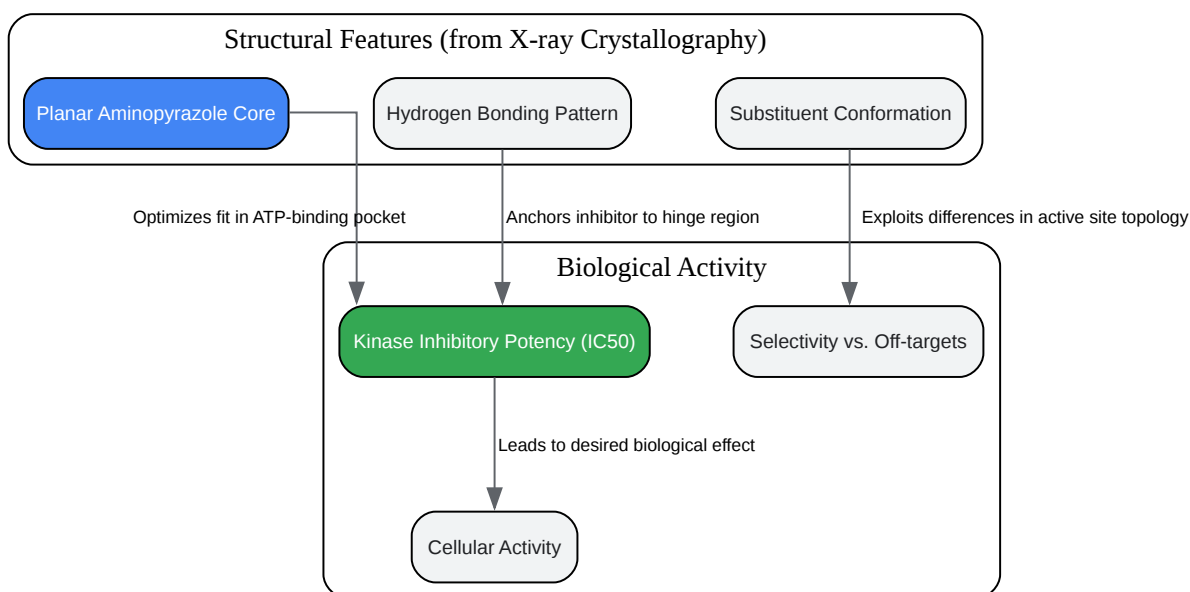 Structural Features (from X-ray Crystallography)
Planar Aminopyrazole Core
Hydrogen Bonding Pattern
Substituent Conformation
Optimizes fit in ATP-binding pocket
Anchors inhibitor to hinge region
Exploits differences in active site topology
Biological Activity
Kinase Inhibitory Potency (IC50)
Selectivity vs. Off-targets
Leads to desired biological effect
Cellular Activity